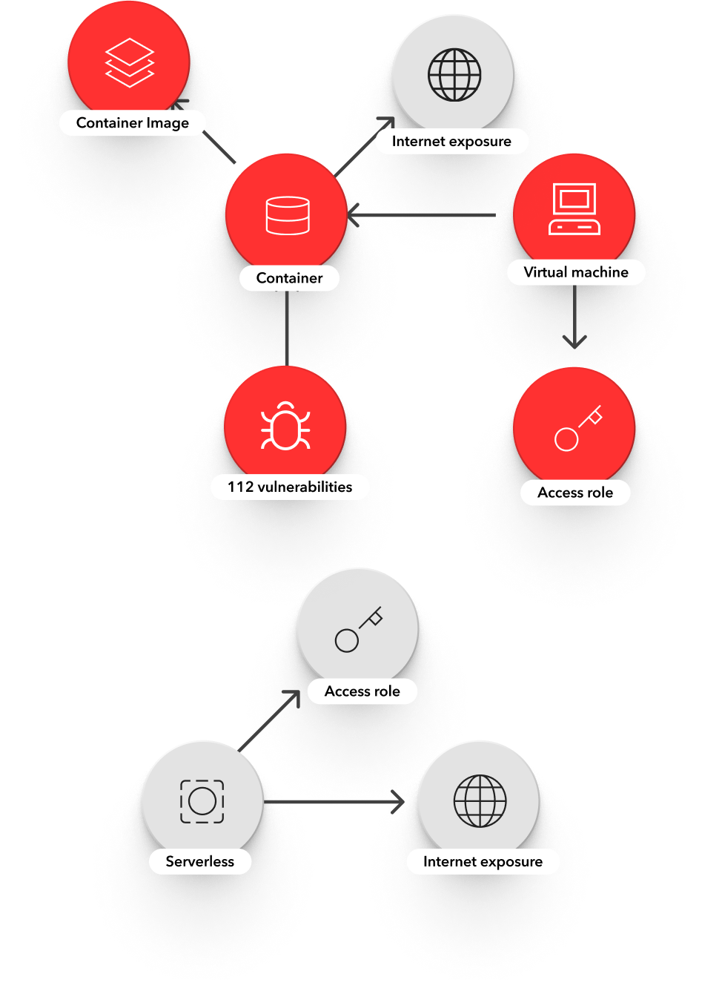 Container Image
Internet exposure
Virtual machine
Container
112 vulnerabilities
Access role
Access role
Serverless
Internet exposure